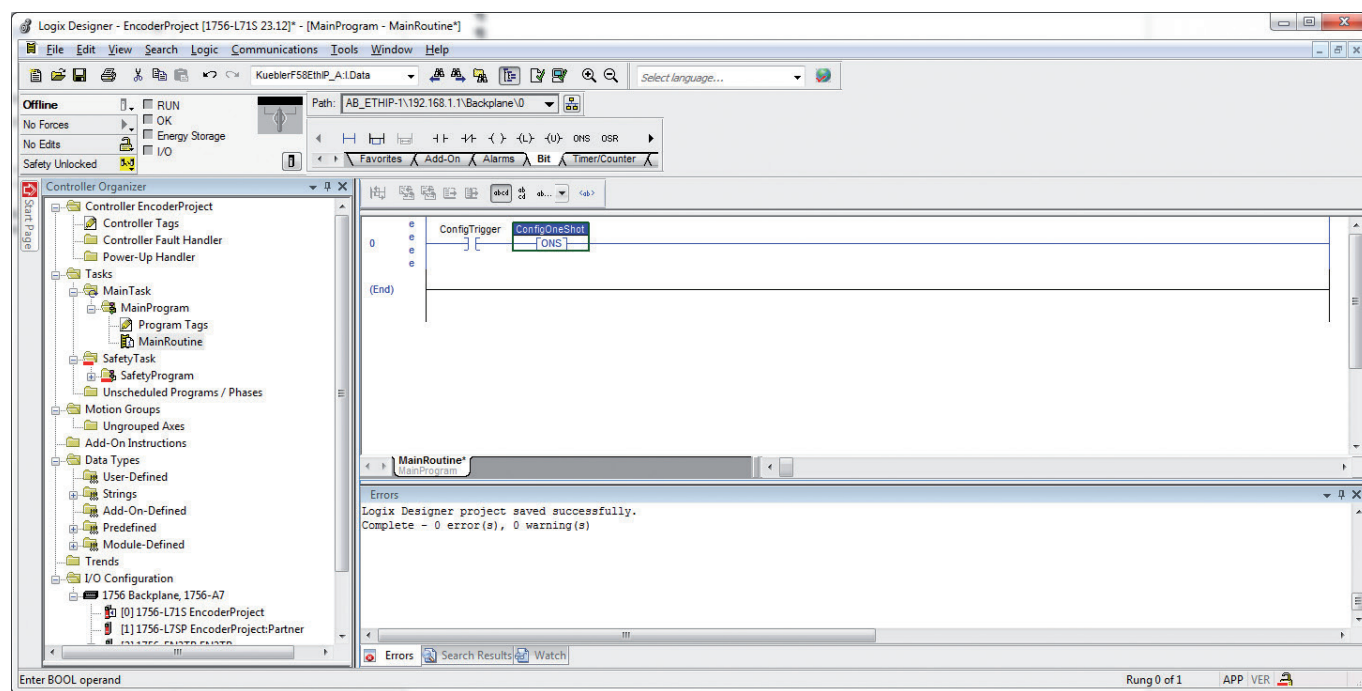 Logix Designer - EncoderProject [1756-L71S 23.12]* - [MainProgram - MainRoutine*]
File Edit View Search Logic Communications Tools Window Help
KueblerF58EthIP_A:I.Data
Select language...
Offline
RUN
No Forces
OK
No Edits
Energy Storage
Safety Unlocked
I/O
Path: AB_ETHIP-1\192.168.1.1\Backplane\0
(L) (U) ONS OSR
Favorites Add-On Alarms Bit Timer/Counter
Start Page
Controller Organizer
Controller EncoderProject
Controller Tags
Controller Fault Handler
Power-Up Handler
Tasks
MainTask
MainProgram
Program Tags
MainRoutine
SafetyTask
SafetyProgram
Unscheduled Programs / Phases
Motion Groups
Ungrouped Axes
Add-On Instructions
Data Types
User-Defined
Strings
Add-On-Defined
Predefined
Module-Defined
Trends
I/O Configuration
1756 Backplane, 1756-A7
[0] 1756-L71S EncoderProject
[1] 1756-L7SP EncoderProject:Partner
abcd ab cd ab... <ab>
e
e
e
e
0
ConfigTrigger ConfigOneShot
ONS
(End)
MainRoutine*
MainProgram
Errors
Logix Designer project saved successfully.
Complete - 0 error(s), 0 warning(s)
Errors Search Results Watch
Enter BOOL operand
Rung 0 of 1 APP VER